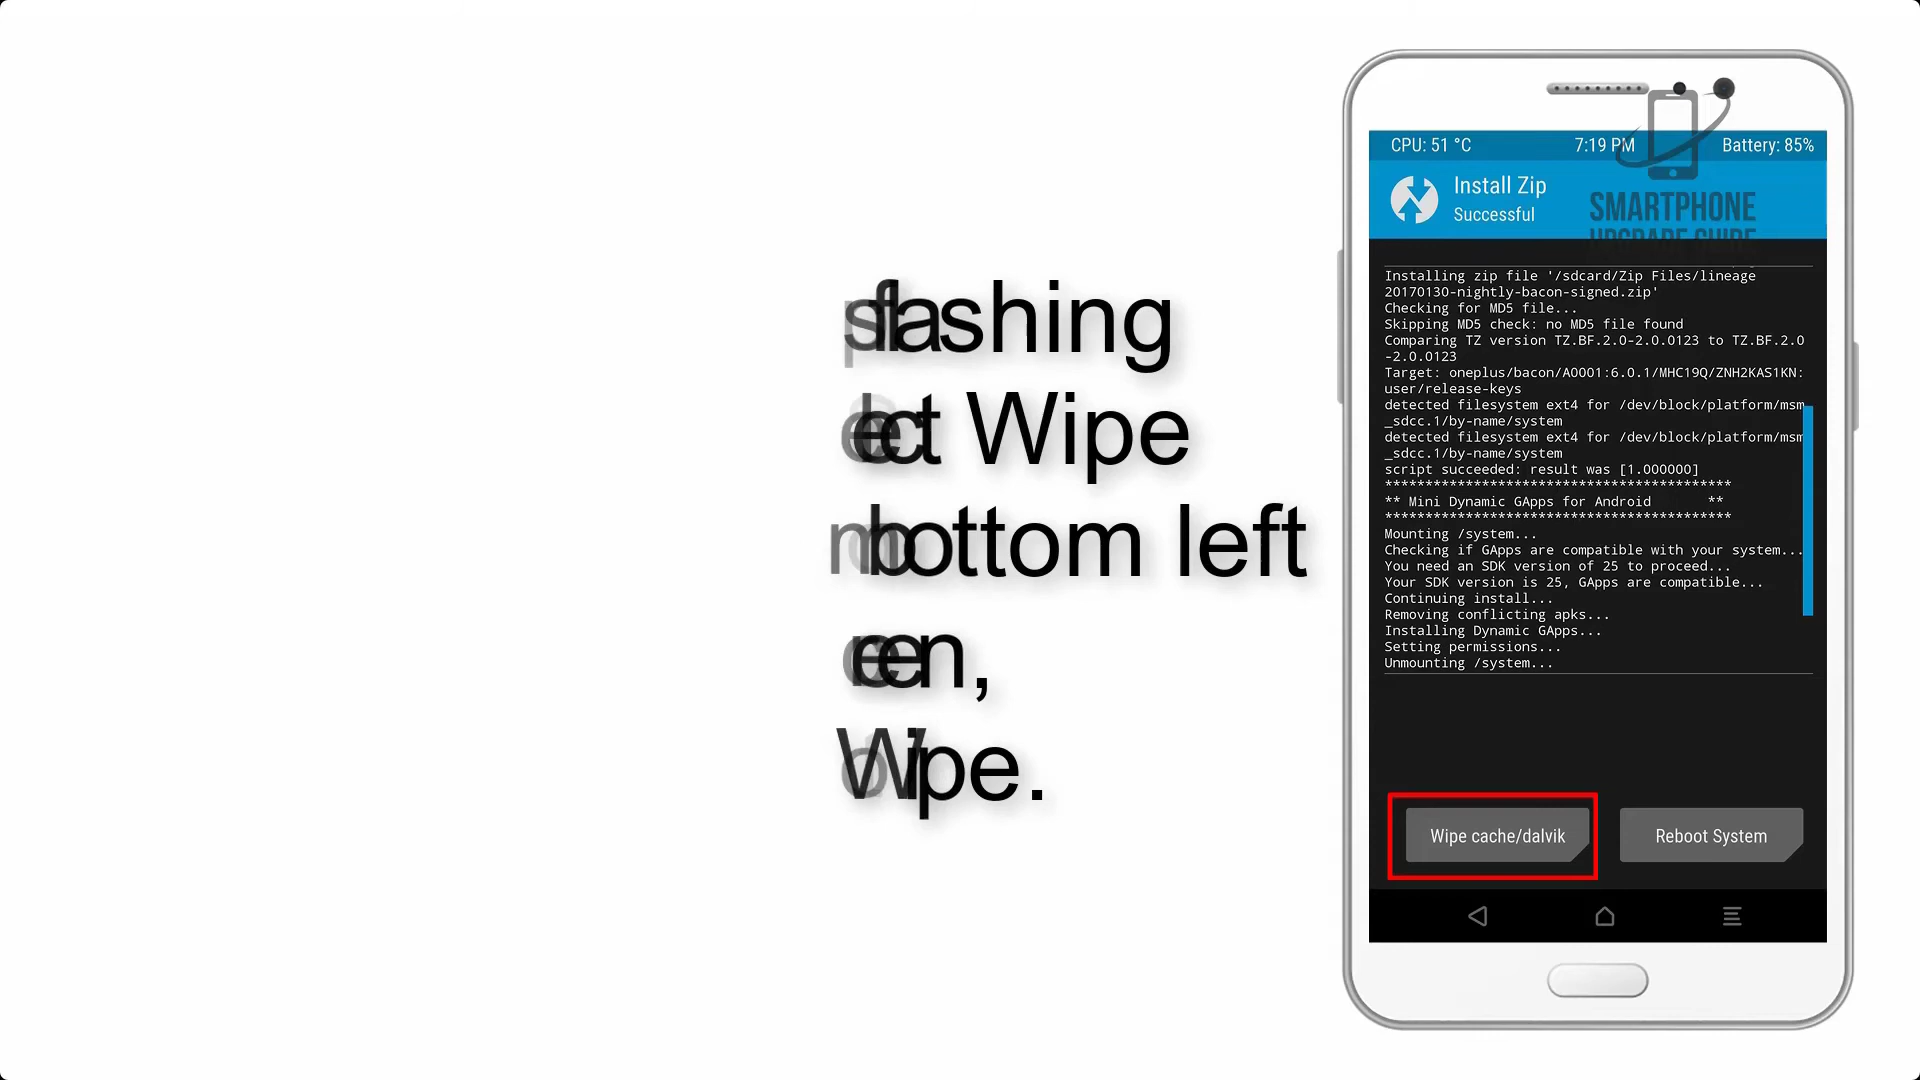 flashing
Wipe
bottom left
Wipe.
CPU: 51 °C 7:19 PM Battery: 85%
Install Zip
Successful
SMARTPHONE
UPGRADE GUIDE
Installing zip file '/sdcard/Zip Files/lineage
20170130-nightly-bacon-signed.zip'
Checking for MD5 file...
Skipping MD5 check: no MD5 file found
Comparing TZ version TZ.BF.2.0-2.0.0123 to TZ.BF.2.0
-2.0.0123
Target: oneplus/bacon/A0001:6.0.1/MHC19Q/ZNH2KAS1KN:
user/release-keys
detected filesystem ext4 for /dev/block/platform/msm
_sdcc.1/by-name/system
detected filesystem ext4 for /dev/block/platform/msm
_sdcc.1/by-name/system
script succeeded: result was [1.000000]
******************************************
** Mini Dynamic GApps for Android **
******************************************
Mounting /system...
Checking if GApps are compatible with your system...
You need an SDK version of 25 to proceed...
Your SDK version is 25, GApps are compatible...
Continuing install...
Removing conflicting apks...
Installing Dynamic GApps...
Setting permissions...
Unmounting /system...
Wipe cache/dalvik Reboot System